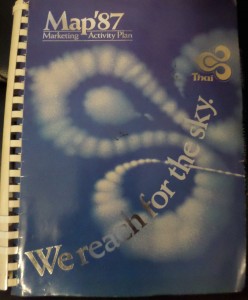 Map'87
Marketing Activity Plan
Thai
We reach for the sky.